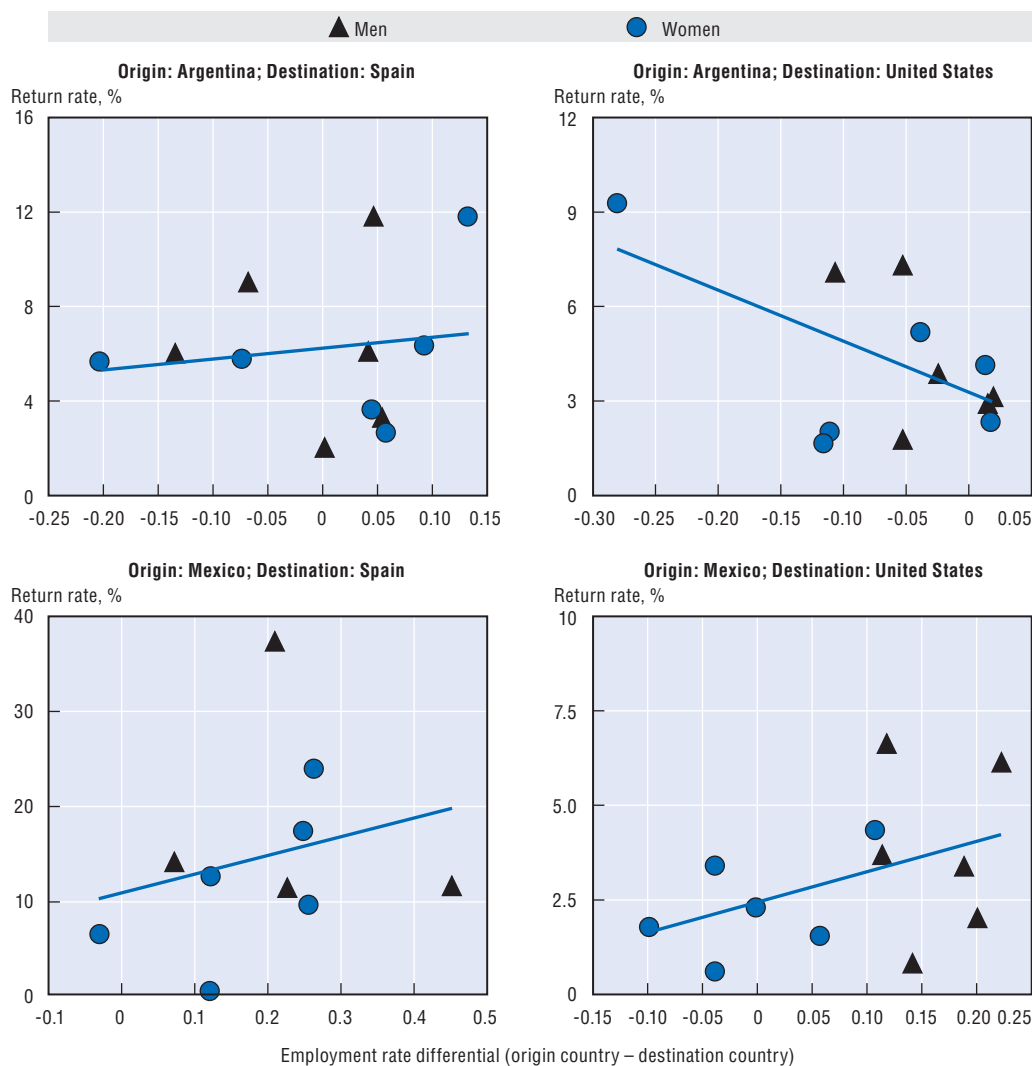 Men Women
Origin: Argentina; Destination: Spain
Return rate, %
16
12
8
4
0
-0.25 -0.20 -0.15 -0.10 -0.05 0 0.05 0.10 0.15
Origin: Argentina; Destination: United States
Return rate, %
12
9
6
3
0
-0.30 -0.25 -0.20 -0.15 -0.10 -0.05 0 0.05
Origin: Mexico; Destination: Spain
Return rate, %
40
30
20
10
0
-0.1 0 0.1 0.2 0.3 0.4 0.5
Origin: Mexico; Destination: United States
Return rate, %
10
7.5
5.0
2.5
0
-0.15 -0.10 -0.05 0 0.05 0.10 0.15 0.20 0.25
Employment rate differential (origin country – destination country)